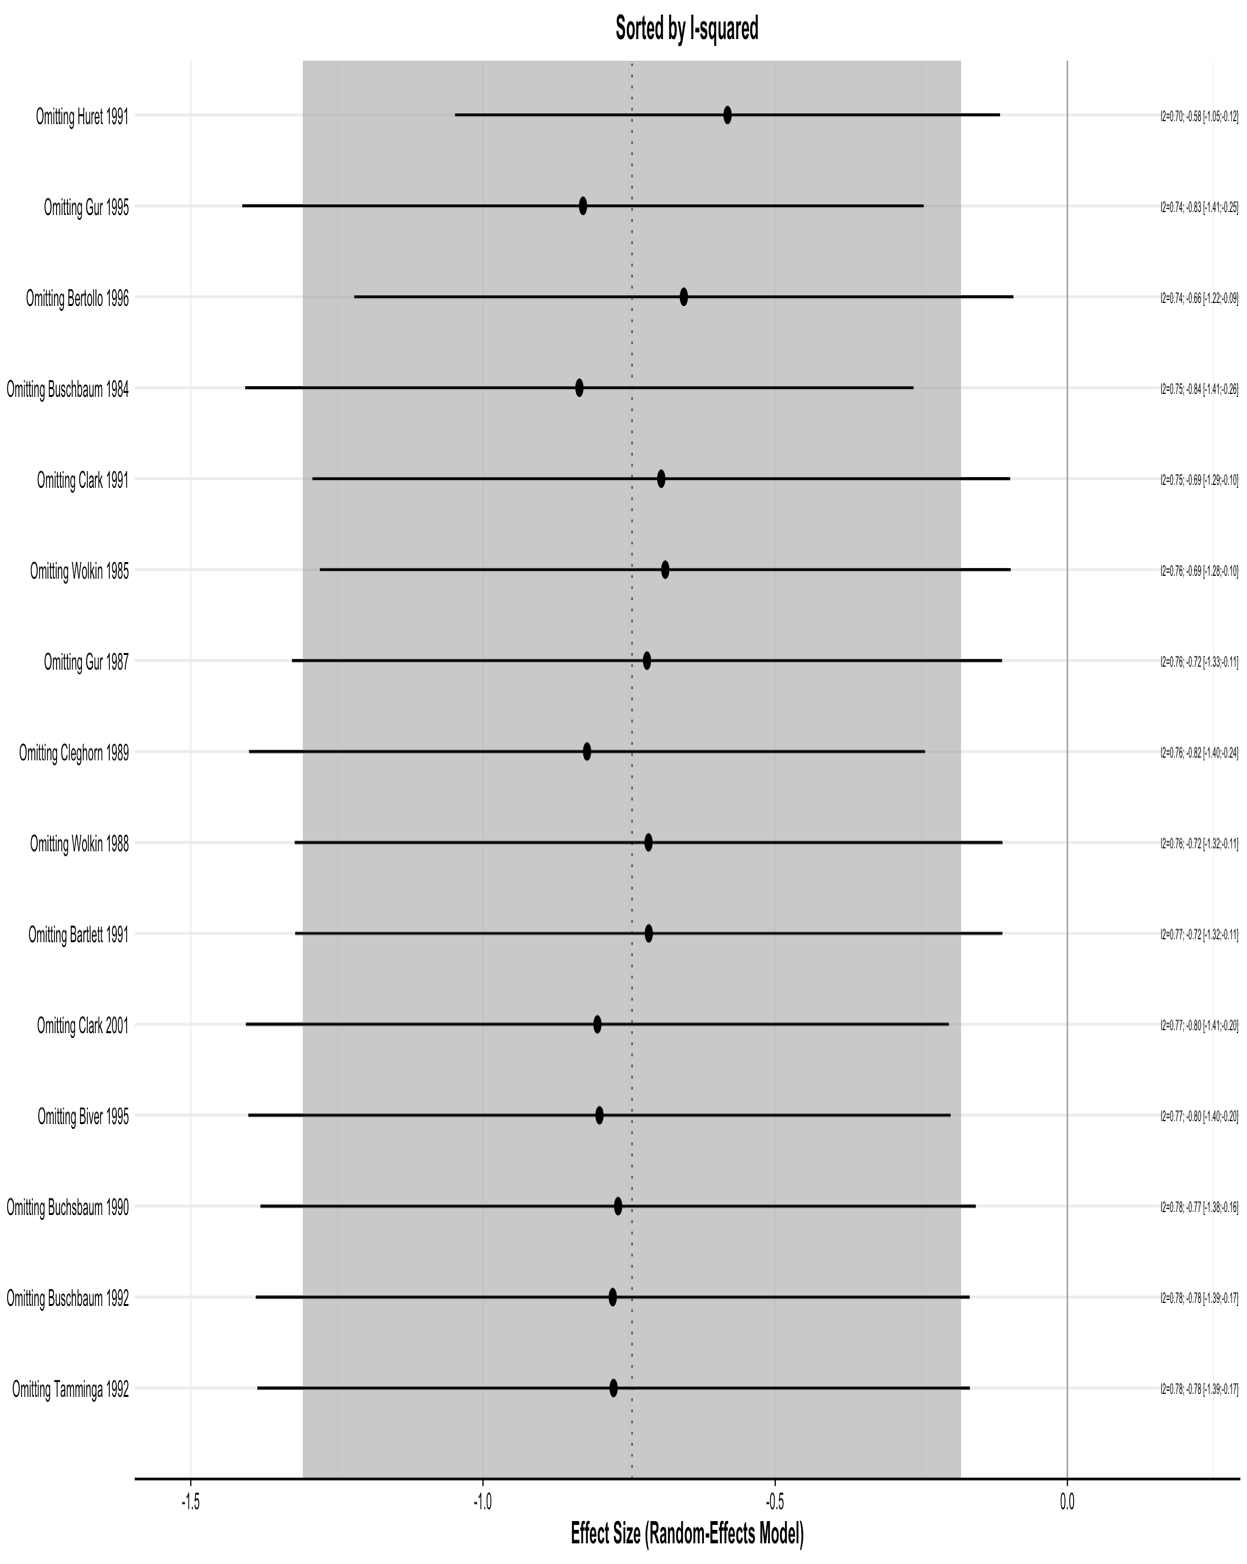 Sorted by I-squared
Omitting Huret 1991 I2=0.70; -0.58 [-1.05;-0.12]
Omitting Gur 1995 I2=0.74; -0.83 [-1.41;-0.25]
Omitting Bertollo 1996 I2=0.74; -0.66 [-1.22;-0.09]
Omitting Buschbaum 1984 I2=0.75; -0.84 [-1.41;-0.26]
Omitting Clark 1991 I2=0.75; -0.69 [-1.29;-0.10]
Omitting Wolkin 1985 I2=0.76; -0.69 [-1.28;-0.10]
Omitting Gur 1987 I2=0.76; -0.72 [-1.33;-0.11]
Omitting Cleghorn 1989 I2=0.76; -0.82 [-1.40;-0.24]
Omitting Wolkin 1988 I2=0.76; -0.72 [-1.32;-0.11]
Omitting Bartlett 1991 I2=0.77; -0.72 [-1.32;-0.11]
Omitting Clark 2001 I2=0.77; -0.80 [-1.41;-0.20]
Omitting Biver 1995 I2=0.77; -0.80 [-1.40;-0.20]
Omitting Buchsbaum 1990 I2=0.78; -0.77 [-1.38;-0.16]
Omitting Buschbaum 1992 I2=0.78; -0.78 [-1.39;-0.17]
Omitting Tamminga 1992 I2=0.78; -0.78 [-1.39;-0.17]
-1.5 -1.0 -0.5 0.0
Effect Size (Random-Effects Model)